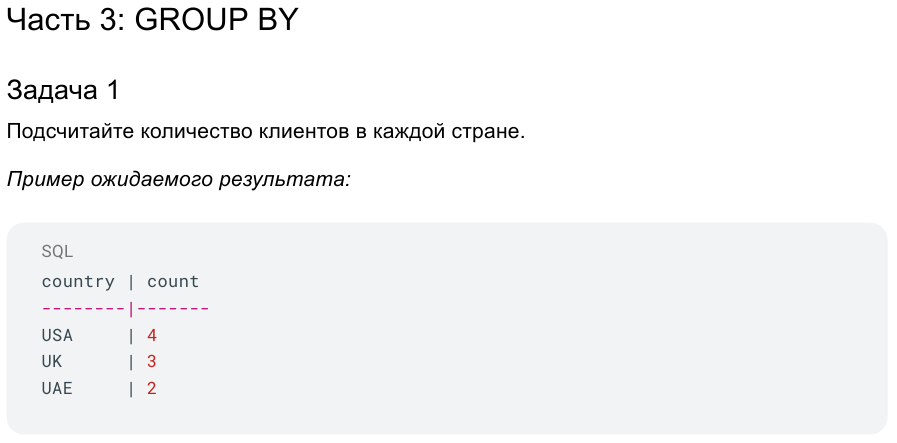 Часть 3: GROUP BY
Задача 1
Подсчитайте количество клиентов в каждой стране.
Пример ожидаемого результата:
SQL
country | count
--------|-------
USA     | 4
UK      | 3
UAE     | 2